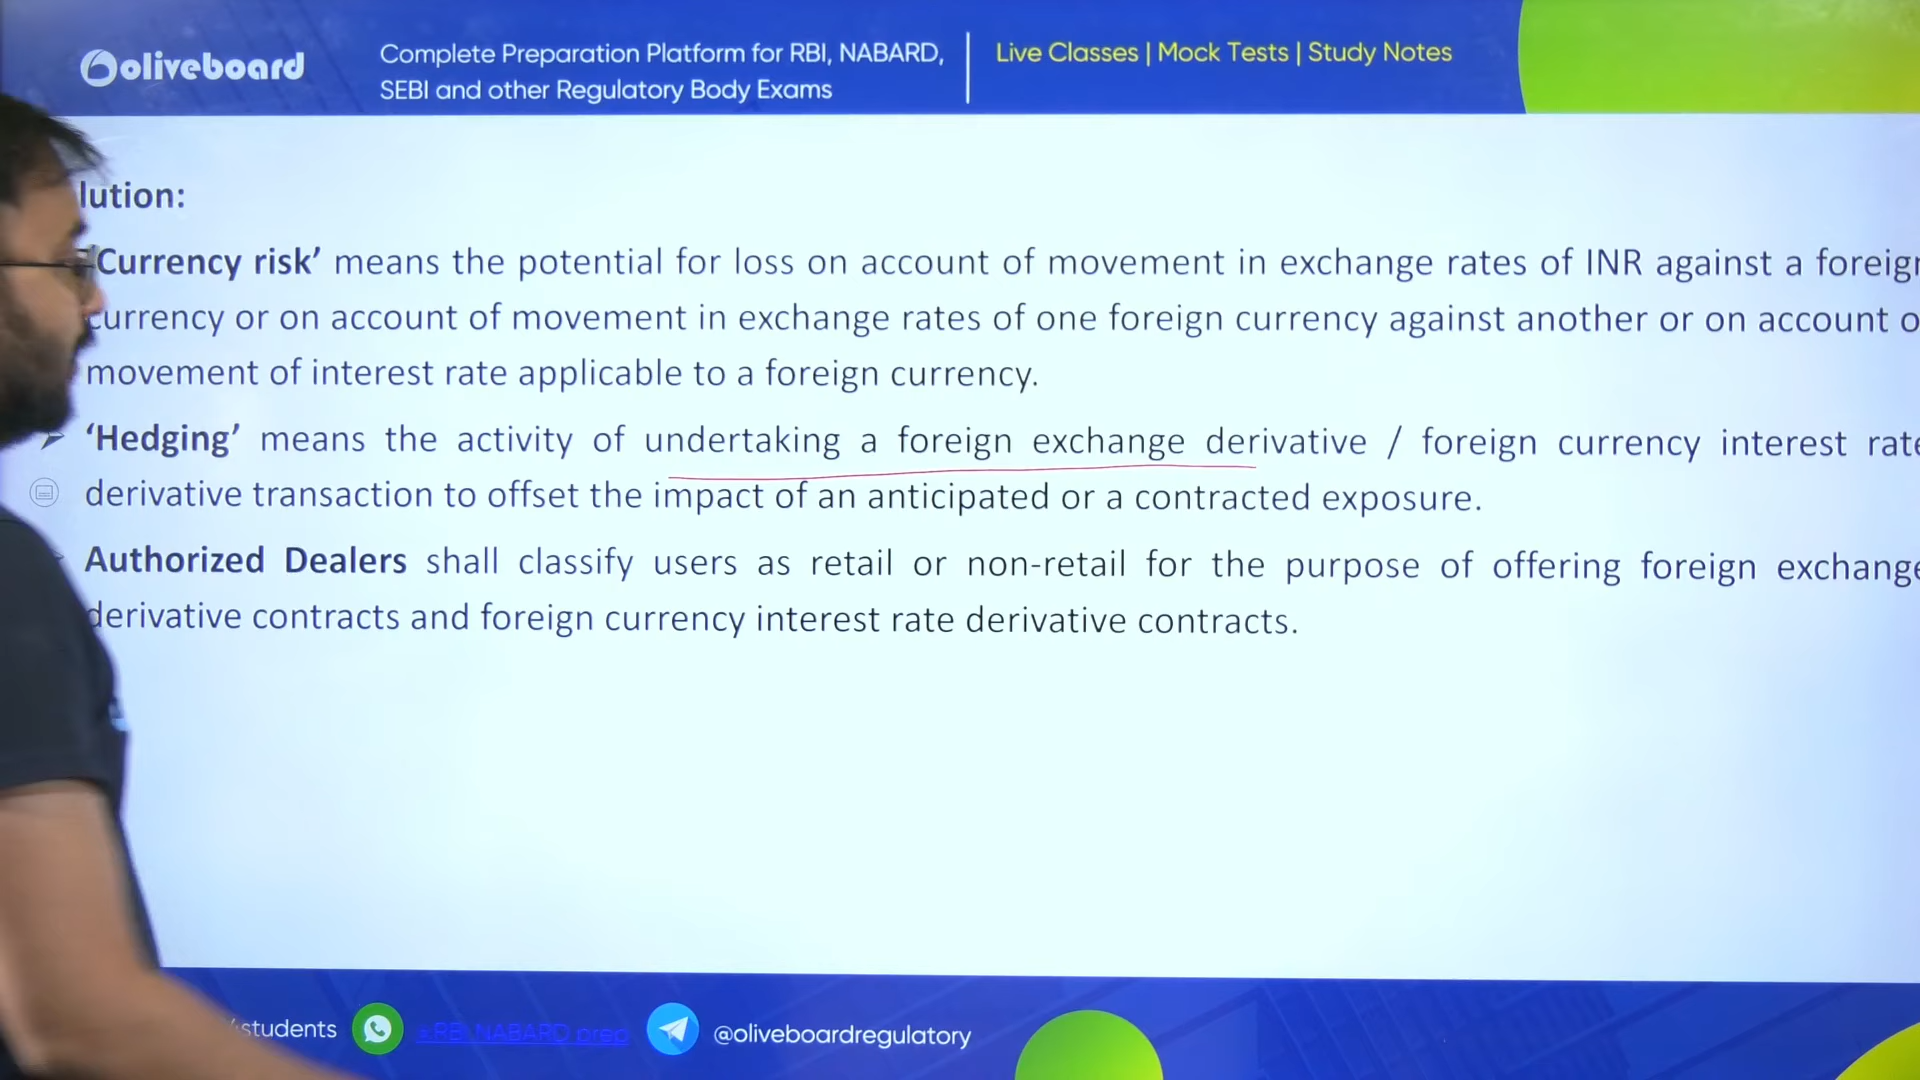 oliveboard
Complete Preparation Platform for RBI, NABARD,
SEBI and other Regulatory Body Exams
Live Classes | Mock Tests | Study Notes
lution:
‘Currency risk’ means the potential for loss on account of movement in exchange rates of INR against a foreign
currency or on account of movement in exchange rates of one foreign currency against another or on account o
movement of interest rate applicable to a foreign currency.
‘Hedging’ means the activity of undertaking a foreign exchange derivative / foreign currency interest rate
derivative transaction to offset the impact of an anticipated or a contracted exposure.
Authorized Dealers shall classify users as retail or non-retail for the purpose of offering foreign exchange
derivative contracts and foreign currency interest rate derivative contracts.
students
RBI NABARD prep
@oliveboardregulatory